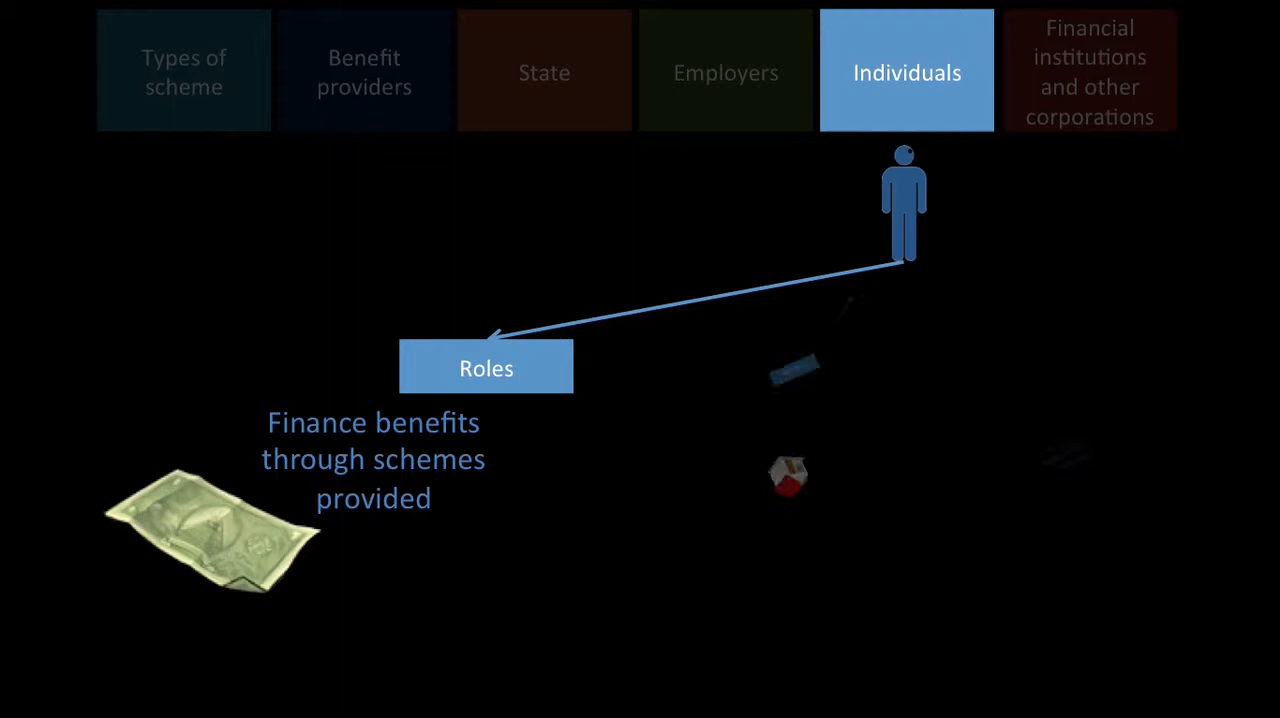 Types of
scheme
Benefit
providers
State
Employers
Individuals
Financial
institutions
and other
corporations
Roles
Finance benefits
through schemes
provided